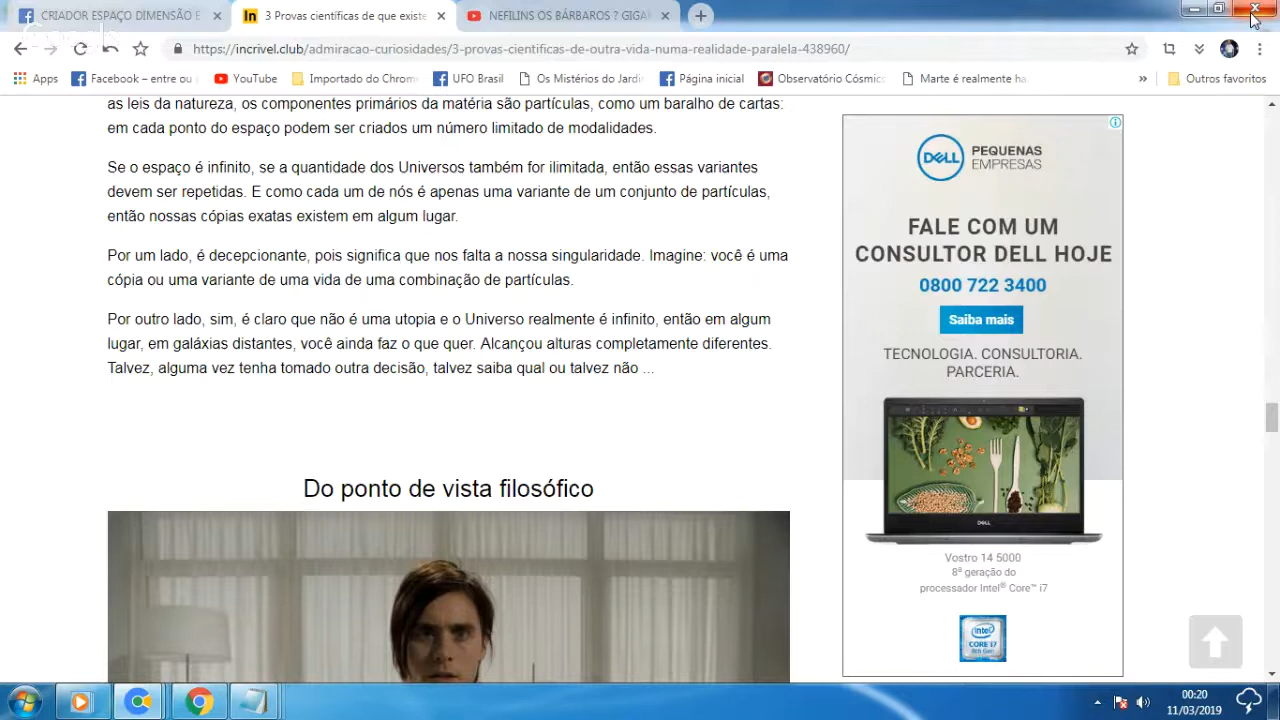 CRIADOR ESPAÇO DIMENSÃO E
3 Provas científicas de que existe
NEFILINS OS BÁRBAROS ? GIGA
https://incrivel.club/admiracao-curiosidades/3-provas-cientificas-de-outra-vida-numa-realidade-paralela-438960/
Apps Facebook – entre ou YouTube Importado do Chrome UFO Brasil Os Mistérios do Jardi Página inicial Observatório Cósmic Marte é realmente ha » Outros favoritos
as leis da natureza, os componentes primários da matéria são partículas, como um baralho de cartas:
em cada ponto do espaço podem ser criados um número limitado de modalidades.
Se o espaço é infinito, se a quantidade dos Universos também for ilimitada, então essas variantes
devem ser repetidas. E como cada um de nós é apenas uma variante de um conjunto de partículas,
então nossas cópias exatas existem em algum lugar.
Por um lado, é decepcionante, pois significa que nos falta a nossa singularidade. Imagine: você é uma
cópia ou uma variante de uma vida de uma combinação de partículas.
Por outro lado, sim, é claro que não é uma utopia e o Universo realmente é infinito, então em algum
lugar, em galáxias distantes, você ainda faz o que quer. Alcançou alturas completamente diferentes.
Talvez, alguma vez tenha tomado outra decisão, talvez saiba qual ou talvez não ...
Do ponto de vista filosófico
DELL
PEQUENAS
EMPRESAS
FALE COM UM
CONSULTOR DELL HOJE
0800 722 3400
Saiba mais
TECNOLOGIA. CONSULTORIA.
PARCERIA.
DELL
Vostro 14 5000
8ª geração do
processador Intel® Core™ i7
intel
CORE i7
8th Gen
00:20
11/03/2019